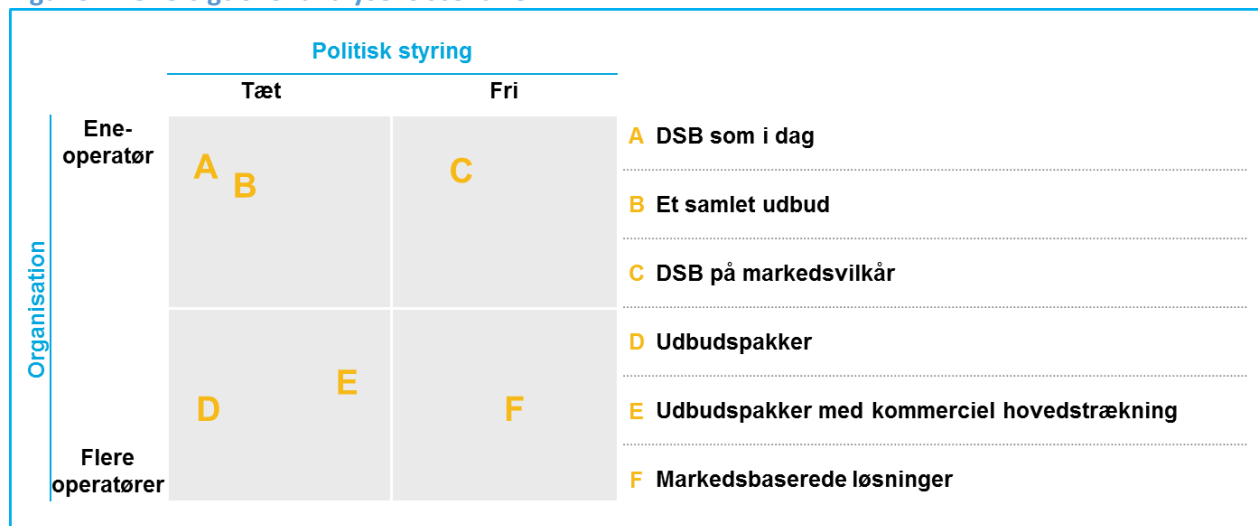 Politisk styring
Tæt
Fri
Organisation
Ene-
operatør
Flere
operatører
A
B
C
D
E
F
A DSB som i dag
B Et samlet udbud
C DSB på markedsvilkår
D Udbudspakker
E Udbudspakker med kommerciel hovedstrækning
F Markedsbaserede løsninger